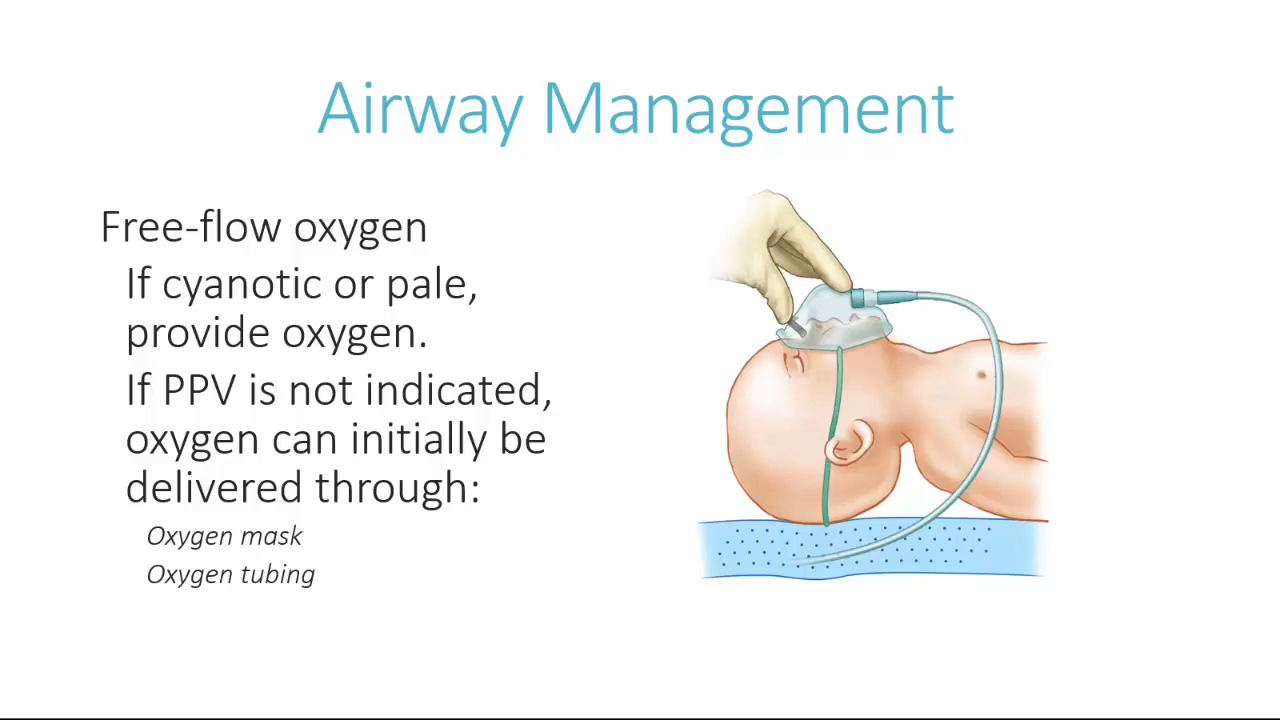 Airway Management
Free-flow oxygen
If cyanotic or pale,
provide oxygen.
If PPV is not indicated,
oxygen can initially be
delivered through:
Oxygen mask
Oxygen tubing